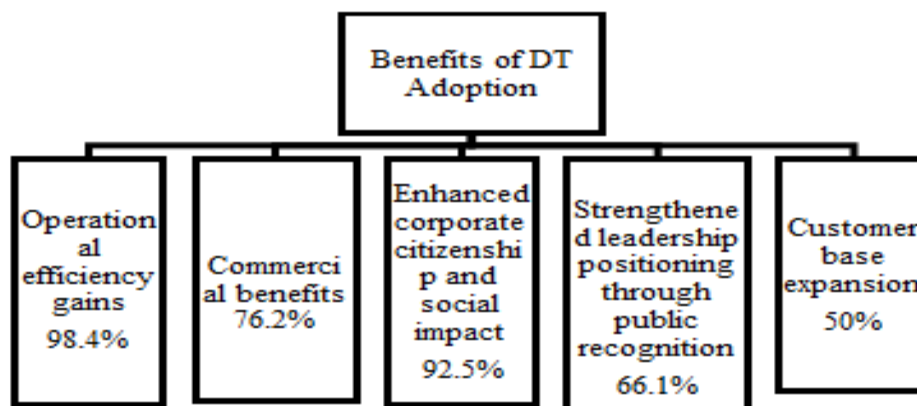 Benefits of DT
Adoption
Operation
al
efficiency
gains
98.4%
Commerci
al benefits
76.2%
Enhanced
corporate
citizenshi
p and
social
impact
92.5%
Strengthene
d leadership
positioning
through
public
recognition
66.1%
Customer
base
expansion
50%